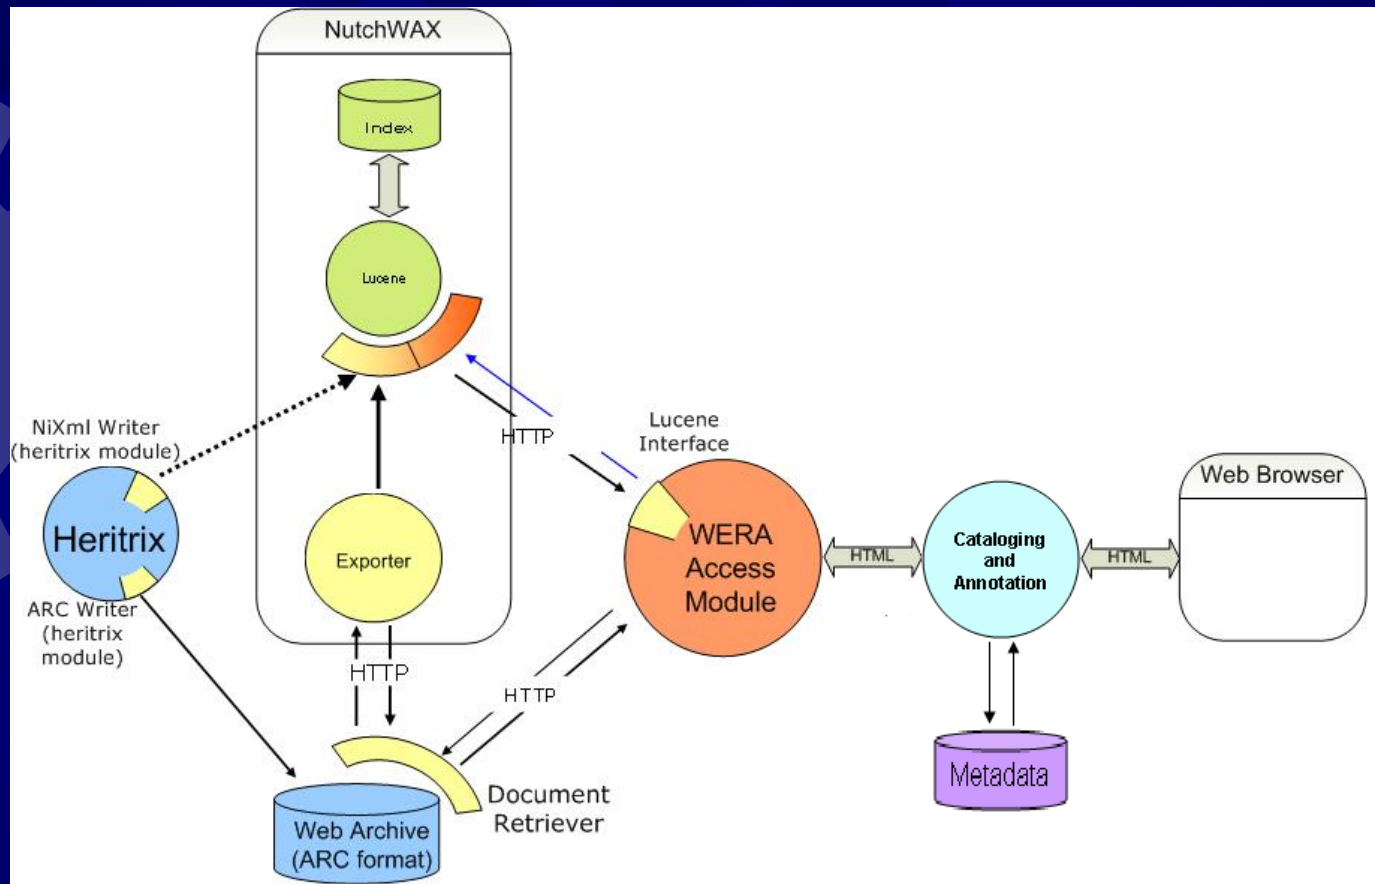 NutchWAX
Index
Lucene
NiXml Writer
(heritrix module)
HTTP
Lucene
Interface
Heritrix
ARC Writer
(heritrix
module)
Exporter
WERA
Access
Module
HTML
Cataloging
and
Annotation
HTML
Web Browser
HTTP
HTTP
Document
Retriever
Web Archive
(ARC format)
Metadata